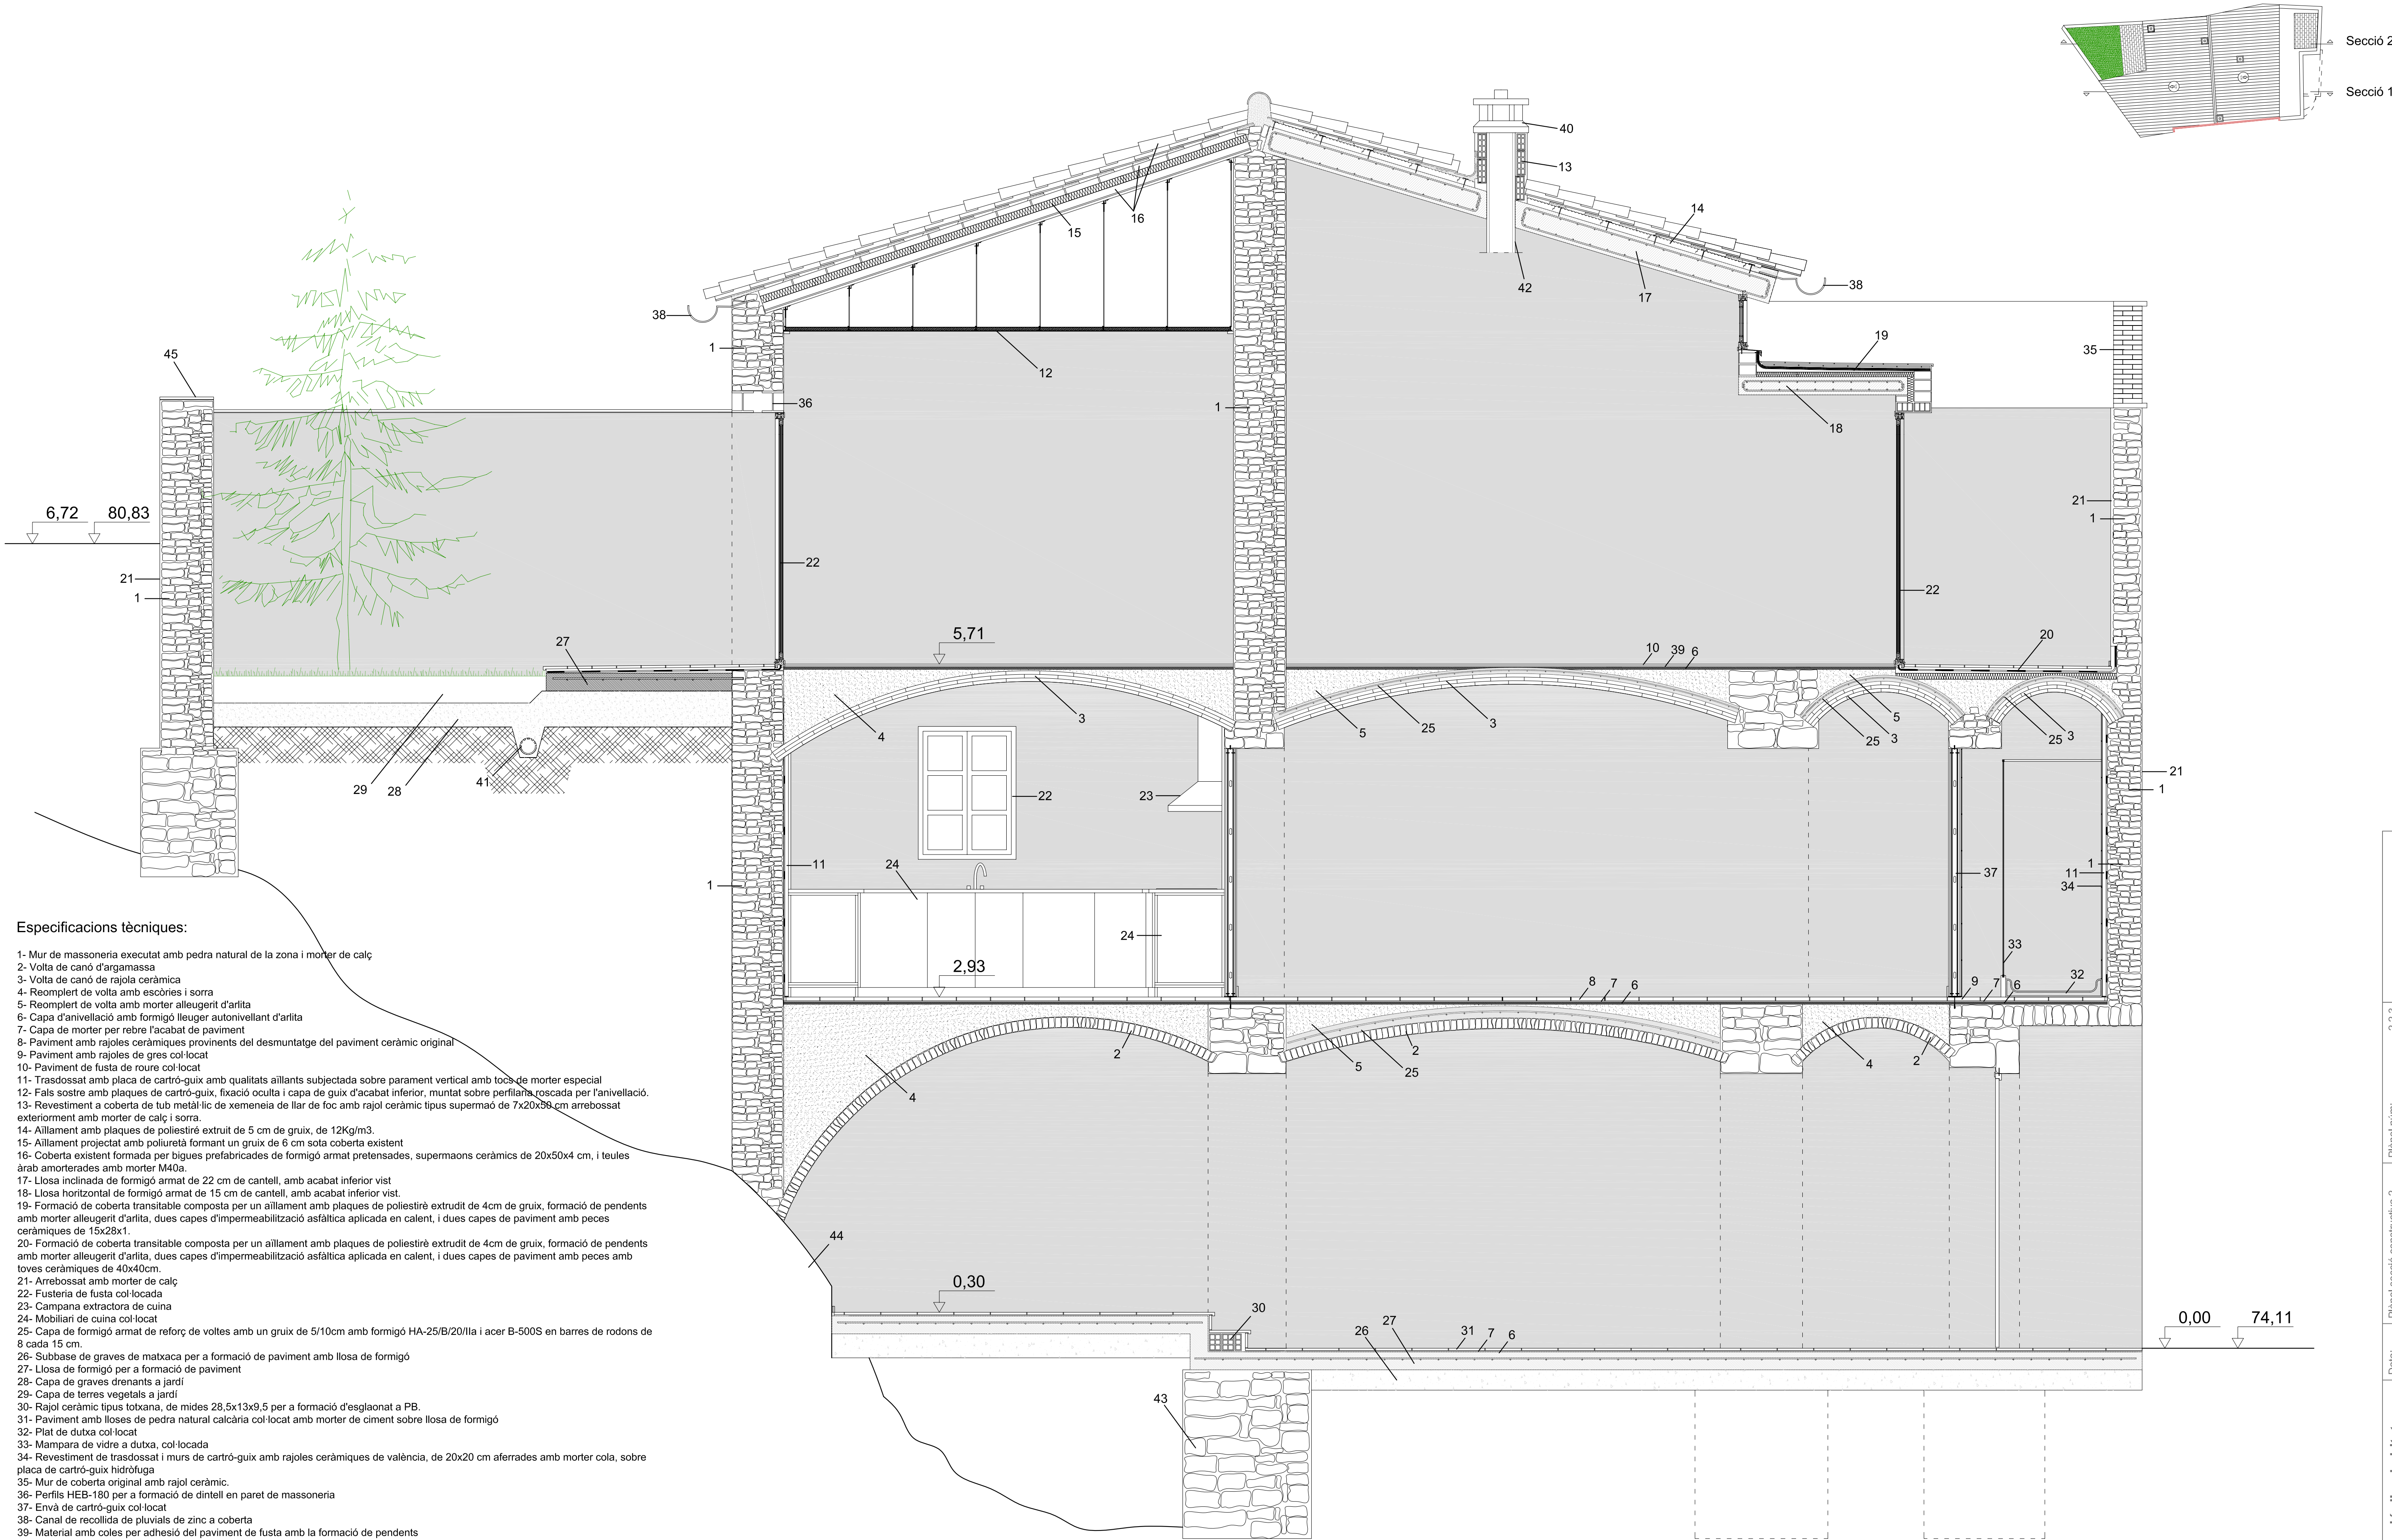 Secció 2
Secció 1
40
13
14
16
15
17
42
38
38
1
12
36
45
19
35
1
18
6,72
80,83
21
1
22
21
1
22
27
5,71
10
39
6
20
3
4
5
25
3
25
3
5
25
3
29
28
41
22
23
21
1
11
24
1
37
1
11
34
24
33
2,93
32
8
7
6
9
7
6
2
4
5
25
2
4
2
44
0,30
30
26
27
31
7
6
0,00
74,11
43
Especificacions tècniques:
1- Mur de massoneria executat amb pedra natural de la zona i morter de calç
2- Volta de canó d'argamassa
3- Volta de canó de rajola ceràmica
4- Reomplert de volta amb escòries i sorra
5- Reomplert de volta amb morter alleugerit d'arlita
6- Capa d'anivellació amb formigó lleuger autonivellant d'arlita
7- Capa de morter per rebre l'acabat de paviment
8- Paviment amb rajoles ceràmiques provinents del desmuntatge del paviment ceràmic original
9- Paviment amb rajoles de gres col·locat
10- Paviment de fusta de roure col·locat
11- Trasdossat amb placa de cartró-guix amb qualitats aïllants subjectada sobre parament vertical amb tocs de morter especial
12- Fals sostre amb plaques de cartró-guix, fixació oculta i capa de guix d'acabat inferior, muntat sobre perfilaria roscada per l'anivellació.
13- Revestiment a coberta de tub metàl·lic de xemeneia de llar de foc amb rajol ceràmic tipus supermaó de 7x20x50 cm arrebossat
exteriorment amb morter de calç i sorra.
14- Aïllament amb plaques de poliestiré extruit de 5 cm de gruix, de 12Kg/m3.
15- Aïllament projectat amb poliuretà formant un gruix de 6 cm sota coberta existent
16- Coberta existent formada per bigues prefabricades de formigó armat pretensades, supermaons ceràmics de 20x50x4 cm, i teules
àrab amorterades amb morter M40a.
17- Llosa inclinada de formigó armat de 22 cm de cantell, amb acabat inferior vist
18- Llosa horitzontal de formigó armat de 15 cm de cantell, amb acabat inferior vist.
19- Formació de coberta transitable composta per un aïllament amb plaques de poliestirè extrudit de 4cm de gruix, formació de pendents
amb morter alleugerit d'arlita, dues capes d'impermeabilització asfàltica aplicada en calent, i dues capes de paviment amb peces
ceràmiques de 15x28x1.
20- Formació de coberta transitable composta per un aïllament amb plaques de poliestirè extrudit de 4cm de gruix, formació de pendents
amb morter alleugerit d'arlita, dues capes d'impermeabilització asfàltica aplicada en calent, i dues capes de paviment amb peces amb
toves ceràmiques de 40x40cm.
21- Arrebossat amb morter de calç
22- Fusteria de fusta col·locada
23- Campana extractora de cuina
24- Mobiliari de cuina col·locat
25- Capa de formigó armat de reforç de voltes amb un gruix de 5/10cm amb formigó HA-25/B/20/IIa i acer B-500S en barres de rodons de
8 cada 15 cm.
26- Subbase de graves de matxaca per a formació de paviment amb llosa de formigó
27- Llosa de formigó per a formació de paviment
28- Capa de graves drenants a jardí
29- Capa de terres vegetals a jardí
30- Rajol ceràmic tipus totxana, de mides 28,5x13x9,5 per a formació d'esglaonat a PB.
31- Paviment amb lloses de pedra natural calcària col·locat amb morter de ciment sobre llosa de formigó
32- Plat de dutxa col·locat
33- Mampara de vidre a dutxa, col·locada
34- Revestiment de trasdossat i murs de cartró-guix amb rajoles ceràmiques de valència, de 20x20 cm aferrades amb morter cola, sobre
placa de cartró-guix hidròfuga
35- Mur de coberta original amb rajol ceràmic.
36- Perfils HEB-180 per a formació de dintell en paret de massoneria
37- Envà de cartró-guix col·locat
38- Canal de recollida de pluvials de zinc a coberta
39- Material amb coles per adhesió del paviment de fusta amb la formació de pendents